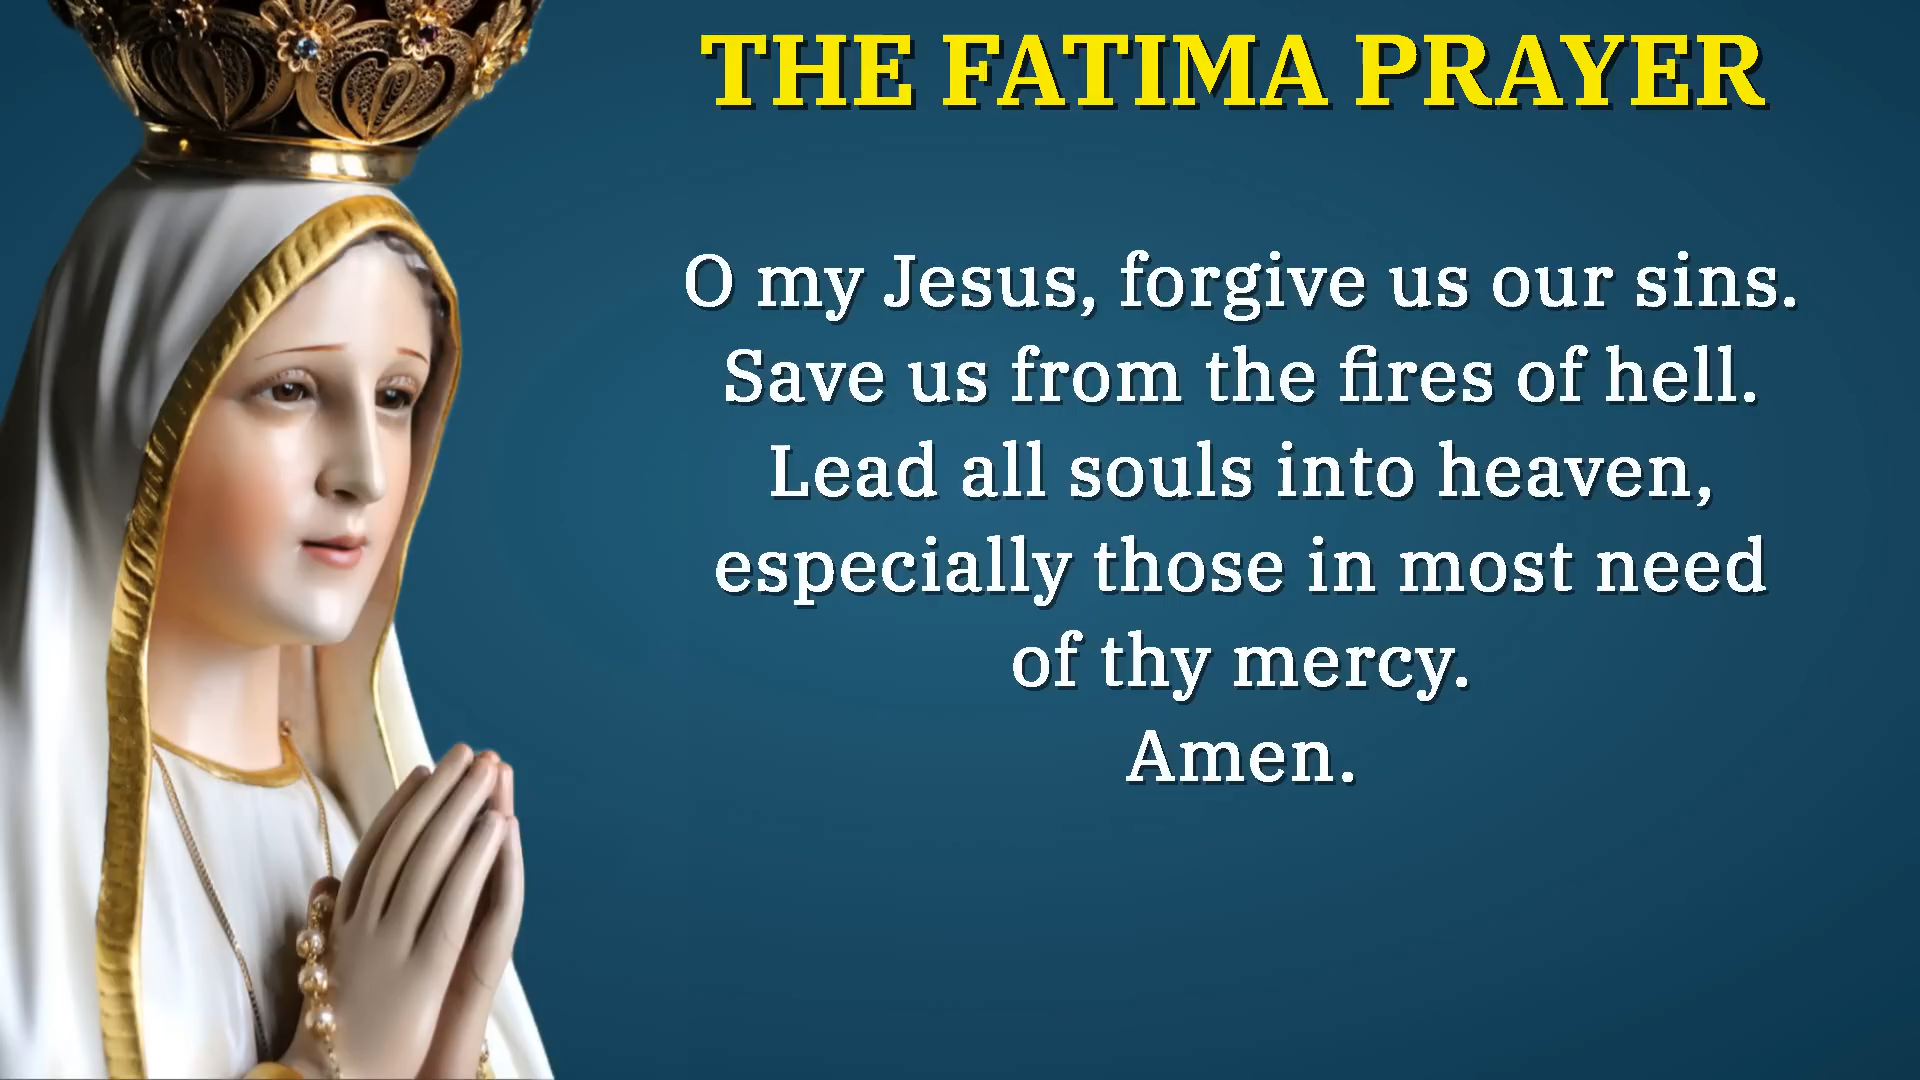 THE FATIMA PRAYER
O my Jesus, forgive us our sins.
Save us from the fires of hell.
Lead all souls into heaven,
especially those in most need
of thy mercy.
Amen.